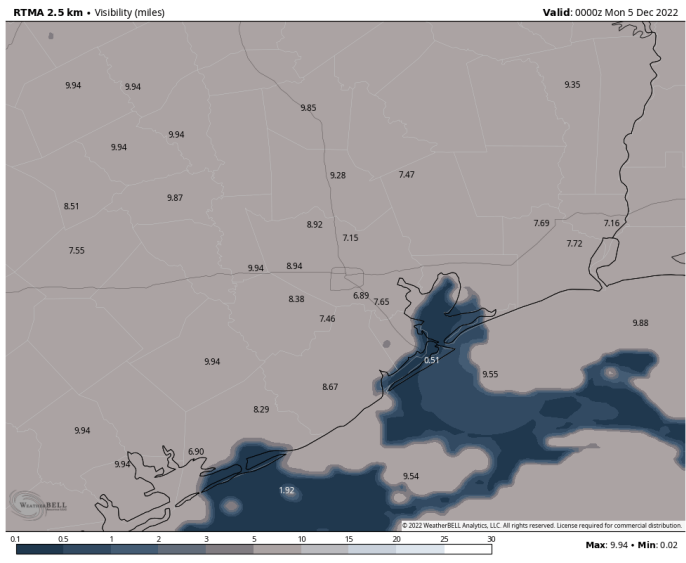 RTMA 2.5 km • Visibility (miles)
Valid: 0000z Mon 5 Dec 2022
9.94 9.94 9.35
9.85
9.94
9.94
9.28 7.47
9.87
8.51
8.92 7.69 7.16
7.15
7.55 7.72
9.94 8.94
8.38 6.89 7.65
7.46 9.88
9.94 0.51
9.55
8.67
8.29
9.94
6.90
9.94
9.54
1.92
WEATHERBELL
© 2022 WeatherBELL Analytics, LLC. All rights reserved. License required for commercial distribution.
0.1 0.5 1 2 3 5 10 15 20 25 30
Max: 9.94 • Min: 0.02